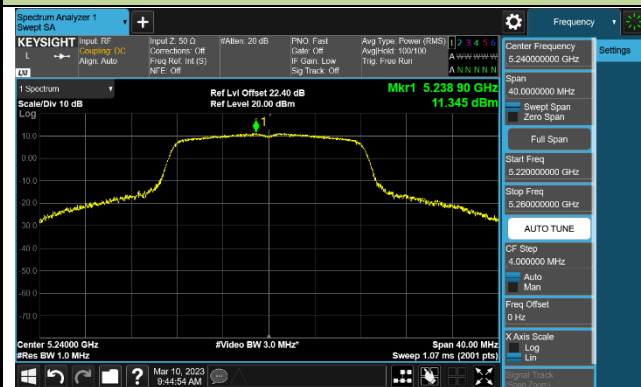 Spectrum Analyzer 1
Swept SA
Frequency
KEYSIGHT
Input: RF
Coupling: DC
Align: Auto
Input Z: 50 Ω
Corrections: Off
Freq Ref: Int (S)
NFE: Off
#Atten: 20 dB
PNO: Fast
Gate: Off
IF Gain: Low
Sig Track: Off
Avg Type: Power (RMS)
Avg|Hold: 100/100
Trig: Free Run
1 2 3 4 5 6
A W W W W W
A N N N N N
L
LXI
1 Spectrum
Scale/Div 10 dB
Log
Ref Lvl Offset 22.40 dB
Ref Level 20.00 dBm
Mkr1 5.238 90 GHz
11.345 dBm
1
10.0
0.00
-10.0
-20.0
-30.0
-40.0
-50.0
-60.0
-70.0
Center 5.24000 GHz
#Res BW 1.0 MHz
#Video BW 3.0 MHz*
Span 40.00 MHz
Sweep 1.07 ms (2001 pts)
Center Frequency
5.240000000 GHz
Settings
Span
40.0000000 MHz
Swept Span
Zero Span
Full Span
Start Freq
5.220000000 GHz
Stop Freq
5.260000000 GHz
AUTO TUNE
CF Step
4.000000 MHz
Auto
Man
Freq Offset
0 Hz
X Axis Scale
Log
Lin
Signal Track
(Span Zoom)
Mar 10, 2023
9:44:54 AM